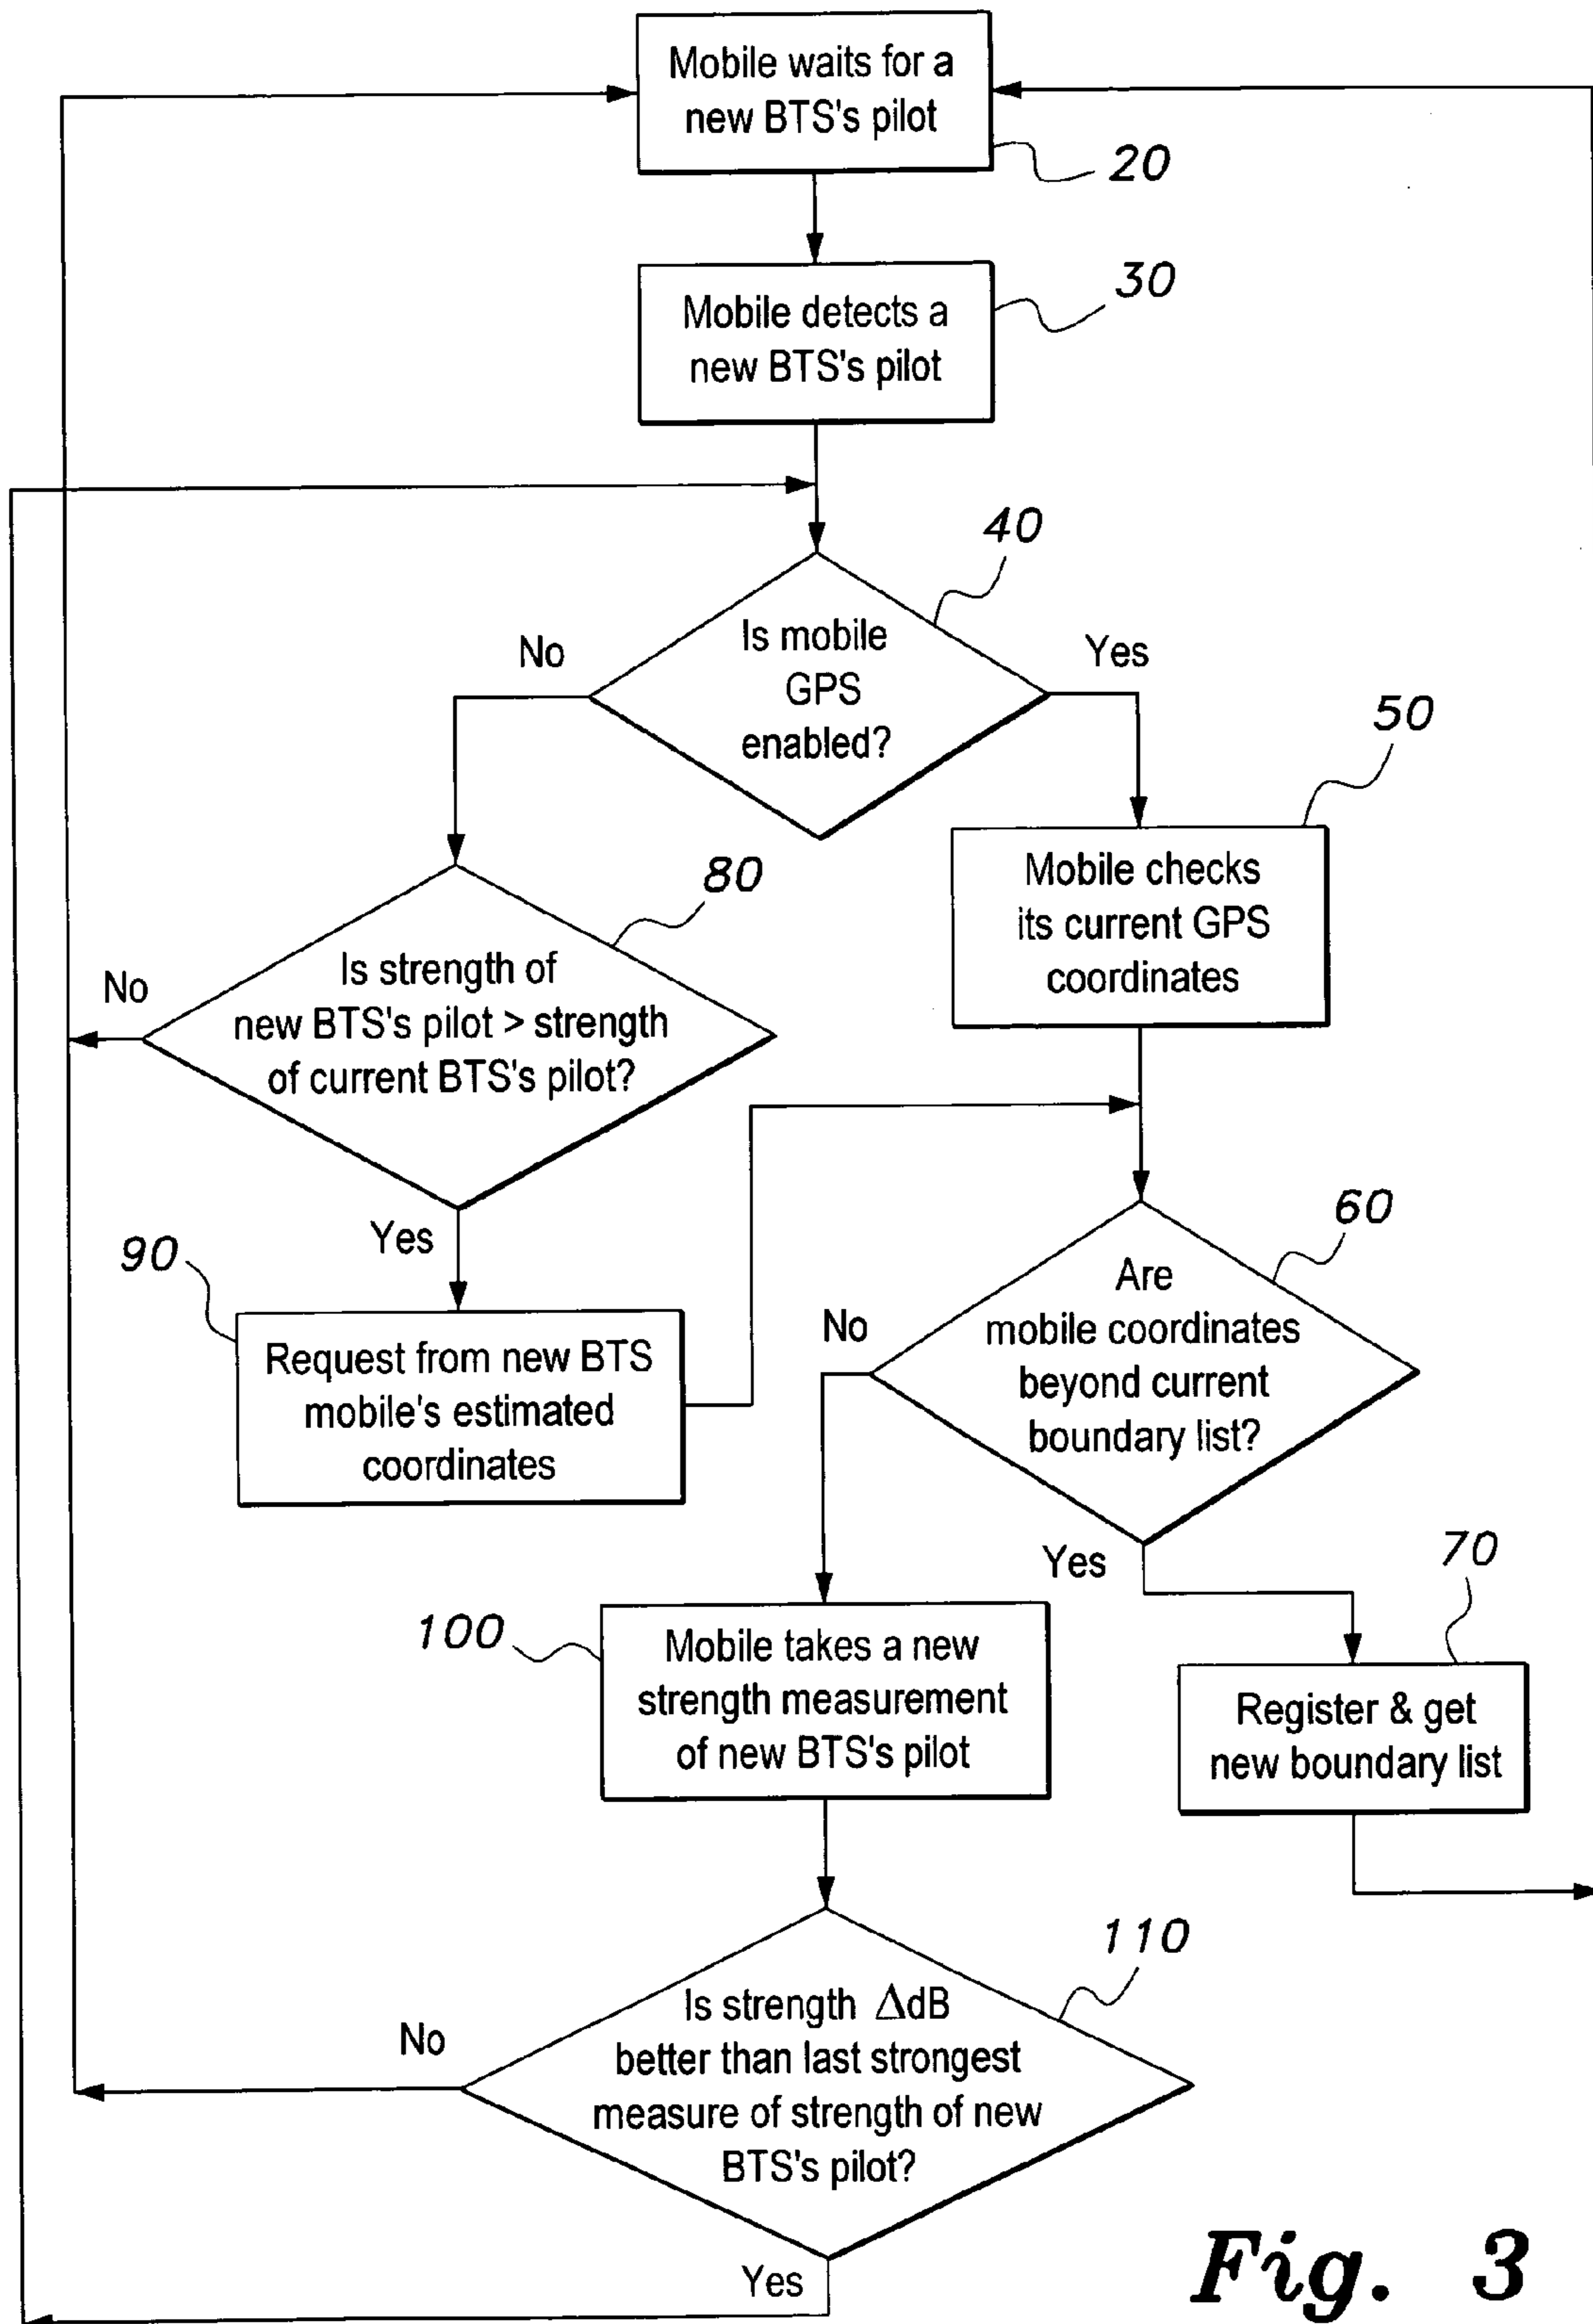 Mobile waits for a
new BTS's pilot
20
Mobile detects a
new BTS's pilot
30
40
Is mobile
GPS
enabled?
No
Yes
50
Mobile checks
its current GPS
coordinates
80
Is strength of
new BTS's pilot > strength
of current BTS's pilot?
No
Yes
90
Request from new BTS
mobile's estimated
coordinates
60
Are
mobile coordinates
beyond current
boundary list?
No
Yes
70
Register & get
new boundary list
100
Mobile takes a new
strength measurement
of new BTS's pilot
110
Is strength ΔdB
better than last strongest
measure of strength of new
BTS's pilot?
No
Yes
Fig. 3